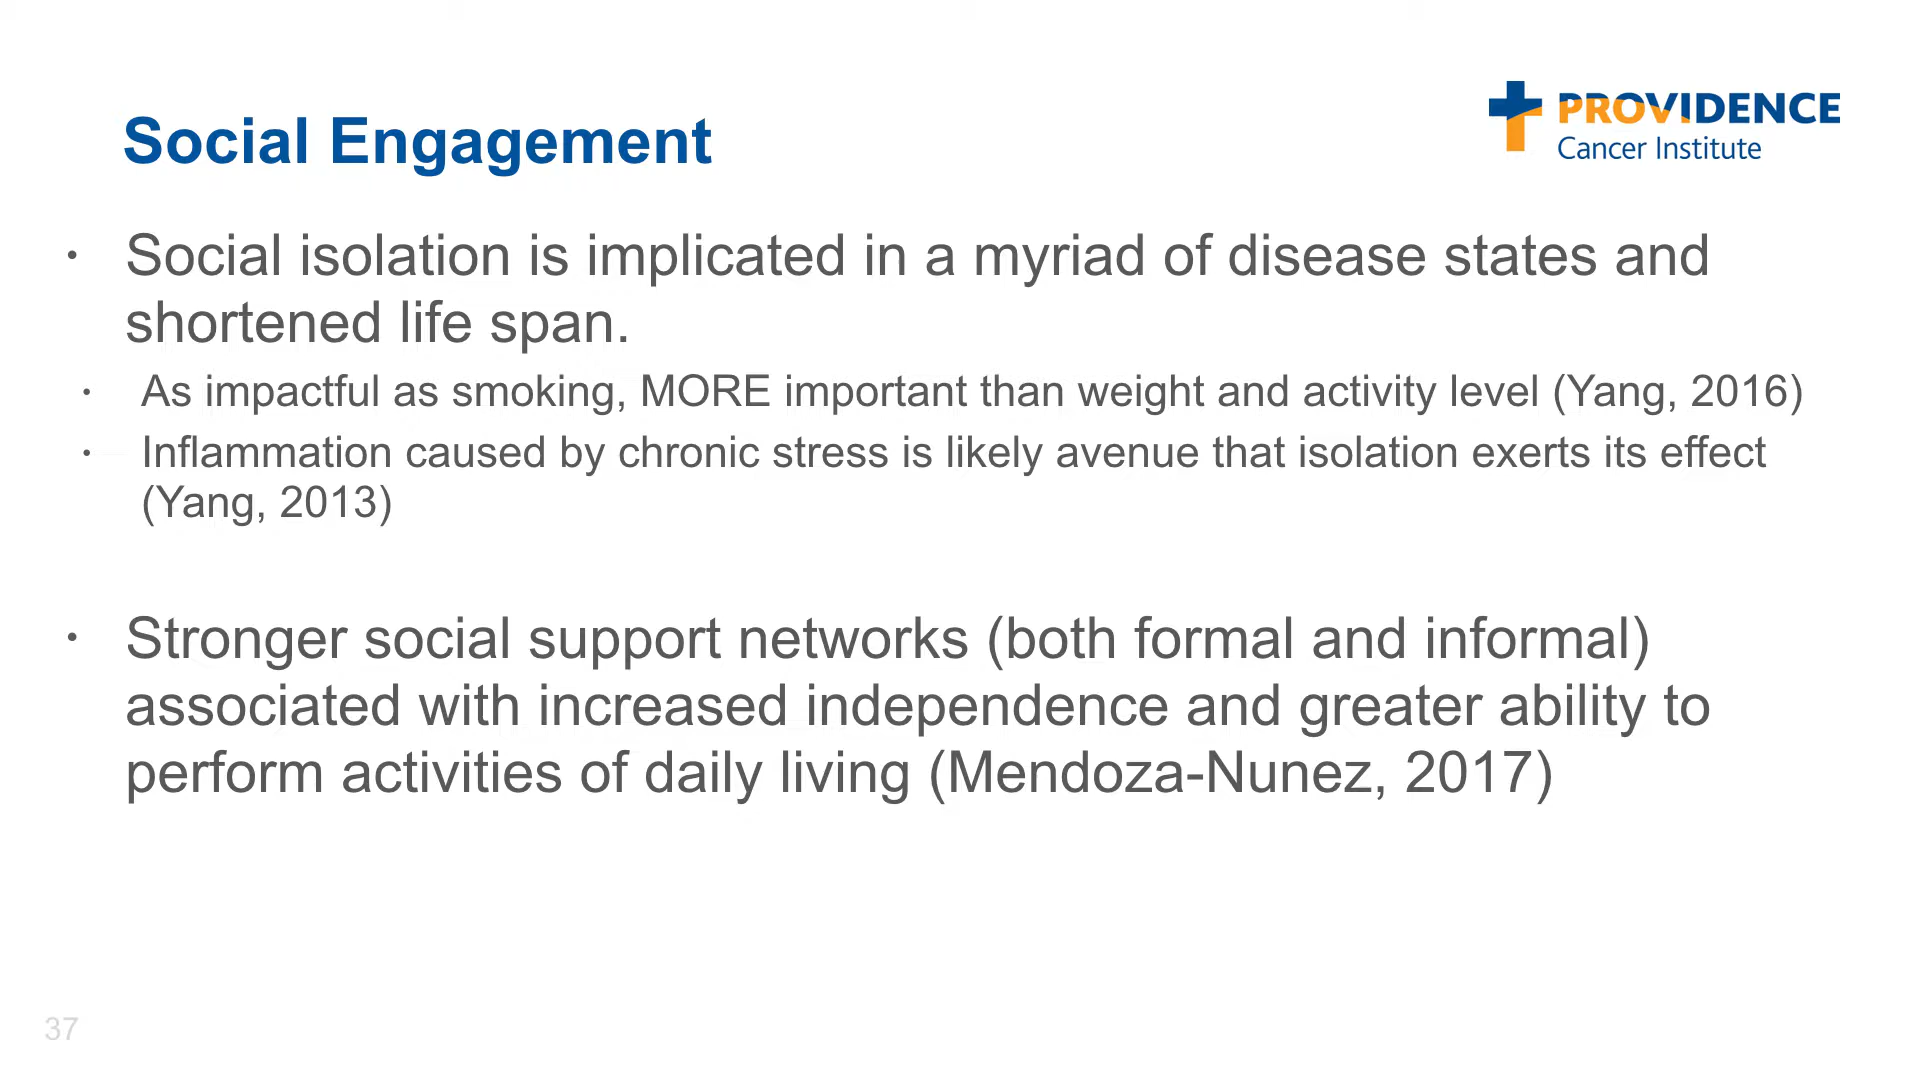 PROVIDENCE
Cancer Institute
Social Engagement
· Social isolation is implicated in a myriad of disease states and
shortened life span.
· As impactful as smoking, MORE important than weight and activity level (Yang, 2016)
· Inflammation caused by chronic stress is likely avenue that isolation exerts its effect
(Yang, 2013)
· Stronger social support networks (both formal and informal)
associated with increased independence and greater ability to
perform activities of daily living (Mendoza-Nunez, 2017)
37